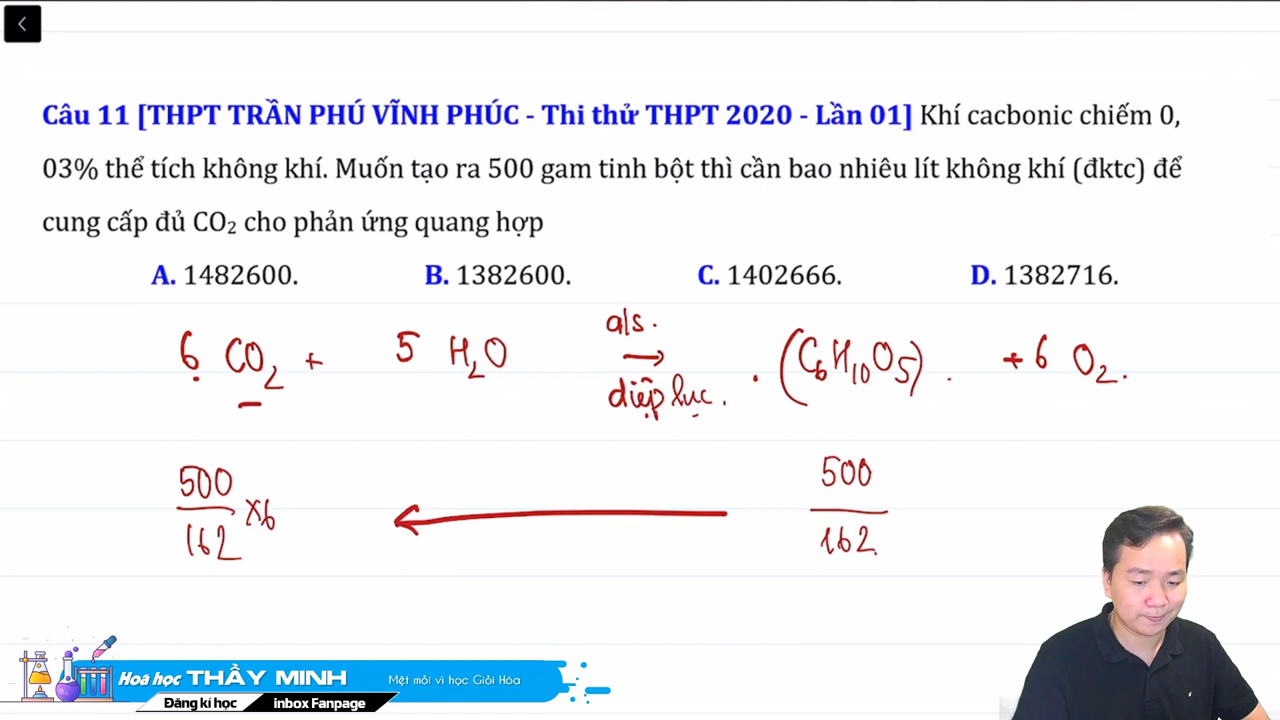 Câu 11 [THPT TRẦN PHÚ VĨNH PHÚC - Thi thử THPT 2020 - Lần 01] Khí cacbonic chiếm 0,
03% thể tích không khí. Muốn tạo ra 500 gam tinh bột thì cần bao nhiêu lít không khí (đktc) để
cung cấp đủ CO₂ cho phản ứng quang hợp
A. 1482600. B. 1382600. C. 1402666. D. 1382716.
als.
6 CO₂ + 5 H₂O → (C₆H₁₀O₅) + 6 O₂.
diệp lục.
500 500
162 ×6 162.
Hoá học THẦY MINH Mệt mỏi vì học Giỏi Hóa
Đăng kí học inbox Fanpage